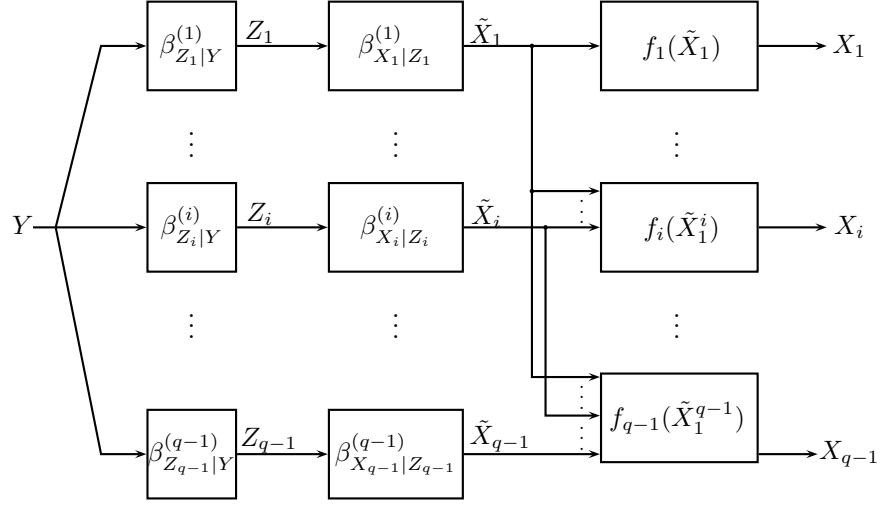 β^{(1)}_{Z_1|Y} Z_1 β^{(1)}_{X_1|Z_1} X̃_1 f_1(X̃_1) X_1
⋮ ⋮ ⋮
Y β^{(i)}_{Z_i|Y} Z_i β^{(i)}_{X_i|Z_i} X̃_i ⋮ f_i(X̃_1^i) X_i
⋮ ⋮ ⋮
β^{(q-1)}_{Z_{q-1}|Y} Z_{q-1} β^{(q-1)}_{X_{q-1}|Z_{q-1}} X̃_{q-1} ⋮ ⋮ f_{q-1}(X̃_1^{q-1}) X_{q-1}